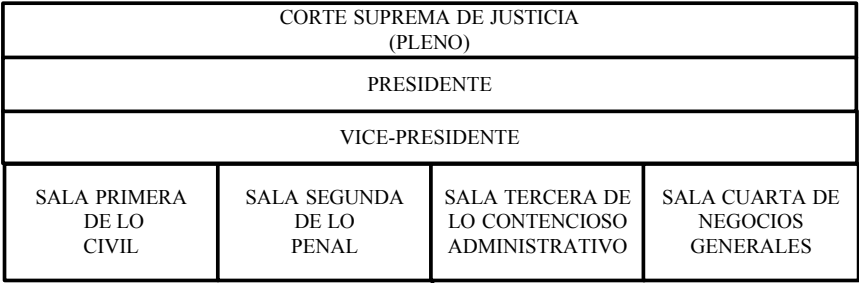 CORTE SUPREMA DE JUSTICIA
(PLENO)
PRESIDENTE
VICE-PRESIDENTE
SALA PRIMERA
DE LO
CIVIL
SALA SEGUNDA
DE LO
PENAL
SALA TERCERA DE
LO CONTENCIOSO
ADMINISTRATIVO
SALA CUARTA DE
NEGOCIOS
GENERALES